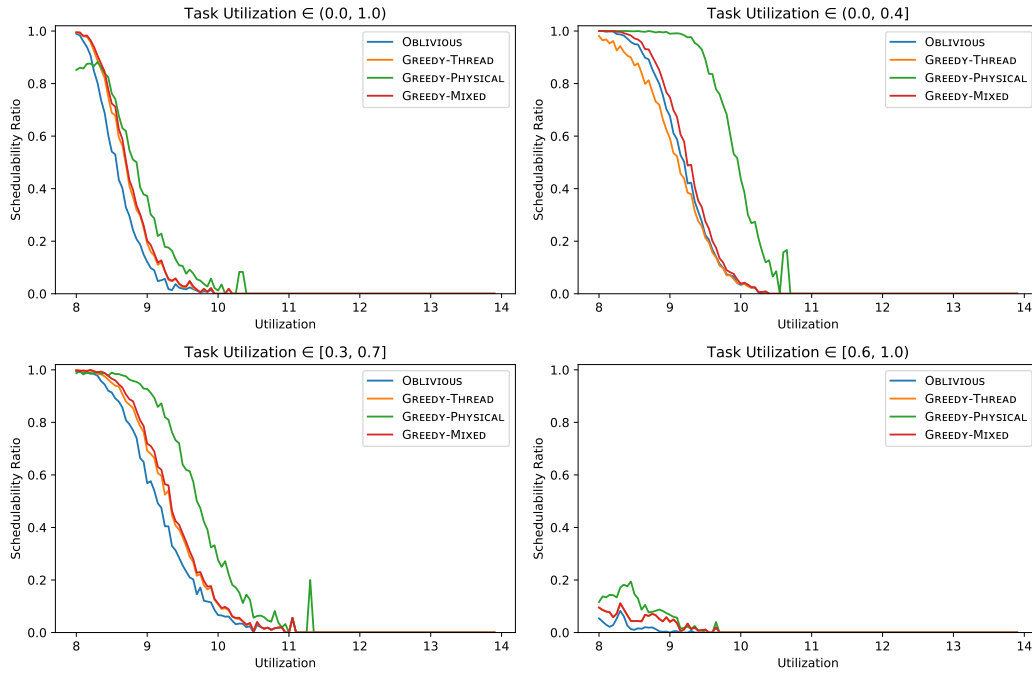 Task Utilization ∈ (0.0, 1.0)
Schedulability Ratio
1.0
0.8
0.6
0.4
0.2
0.0
Oblivious
Greedy-Thread
Greedy-Physical
Greedy-Mixed
8 9 10 11 12 13 14
Utilization
Task Utilization ∈ (0.0, 0.4]
Schedulability Ratio
1.0
0.8
0.6
0.4
0.2
0.0
Oblivious
Greedy-Thread
Greedy-Physical
Greedy-Mixed
8 9 10 11 12 13 14
Utilization
Task Utilization ∈ [0.3, 0.7]
Schedulability Ratio
1.0
0.8
0.6
0.4
0.2
0.0
Oblivious
Greedy-Thread
Greedy-Physical
Greedy-Mixed
8 9 10 11 12 13 14
Utilization
Task Utilization ∈ [0.6, 1.0)
Schedulability Ratio
1.0
0.8
0.6
0.4
0.2
0.0
Oblivious
Greedy-Thread
Greedy-Physical
Greedy-Mixed
8 9 10 11 12 13 14
Utilization